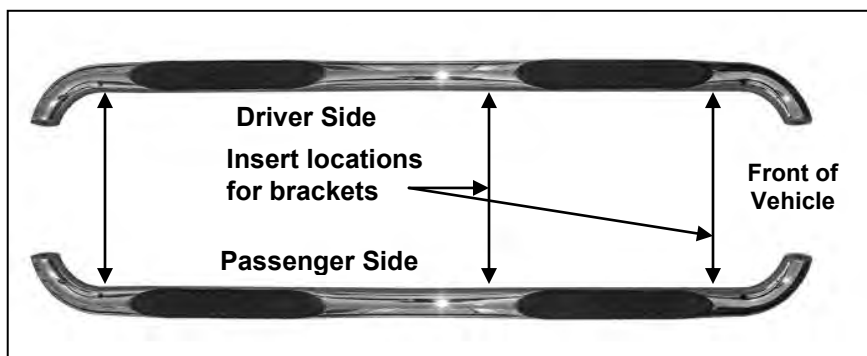 Driver Side
Insert locations
for brackets
Front of
Vehicle
Passenger Side